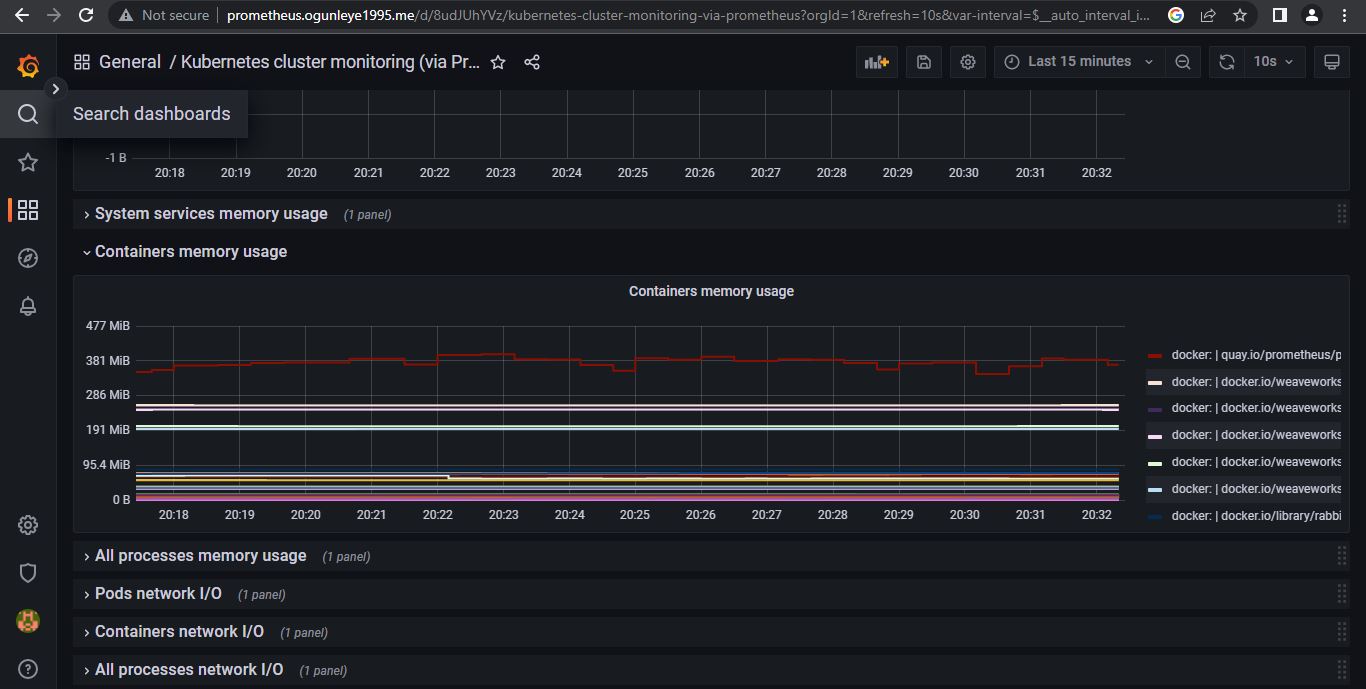 Not secure | prometheus.ogunleye1995.me/d/8udJUhYVz/kubernetes-cluster-monitoring-via-prometheus?orgId=1&refresh=10s&var-interval=$__auto_interval_i...
General / Kubernetes cluster monitoring (via Pr...
Last 15 minutes
10s
Search dashboards
-1 B
20:18 20:19 20:20 20:21 20:22 20:23 20:24 20:25 20:26 20:27 20:28 20:29 20:30 20:31 20:32
System services memory usage (1 panel)
Containers memory usage
Containers memory usage
477 MiB
381 MiB
286 MiB
191 MiB
95.4 MiB
0 B
20:18 20:19 20:20 20:21 20:22 20:23 20:24 20:25 20:26 20:27 20:28 20:29 20:30 20:31 20:32
docker: | quay.io/prometheus/p
docker: | docker.io/weaveworks
docker: | docker.io/weaveworks
docker: | docker.io/weaveworks
docker: | docker.io/weaveworks
docker: | docker.io/weaveworks
docker: | docker.io/library/rabbi
All processes memory usage (1 panel)
Pods network I/O (1 panel)
Containers network I/O (1 panel)
All processes network I/O (1 panel)